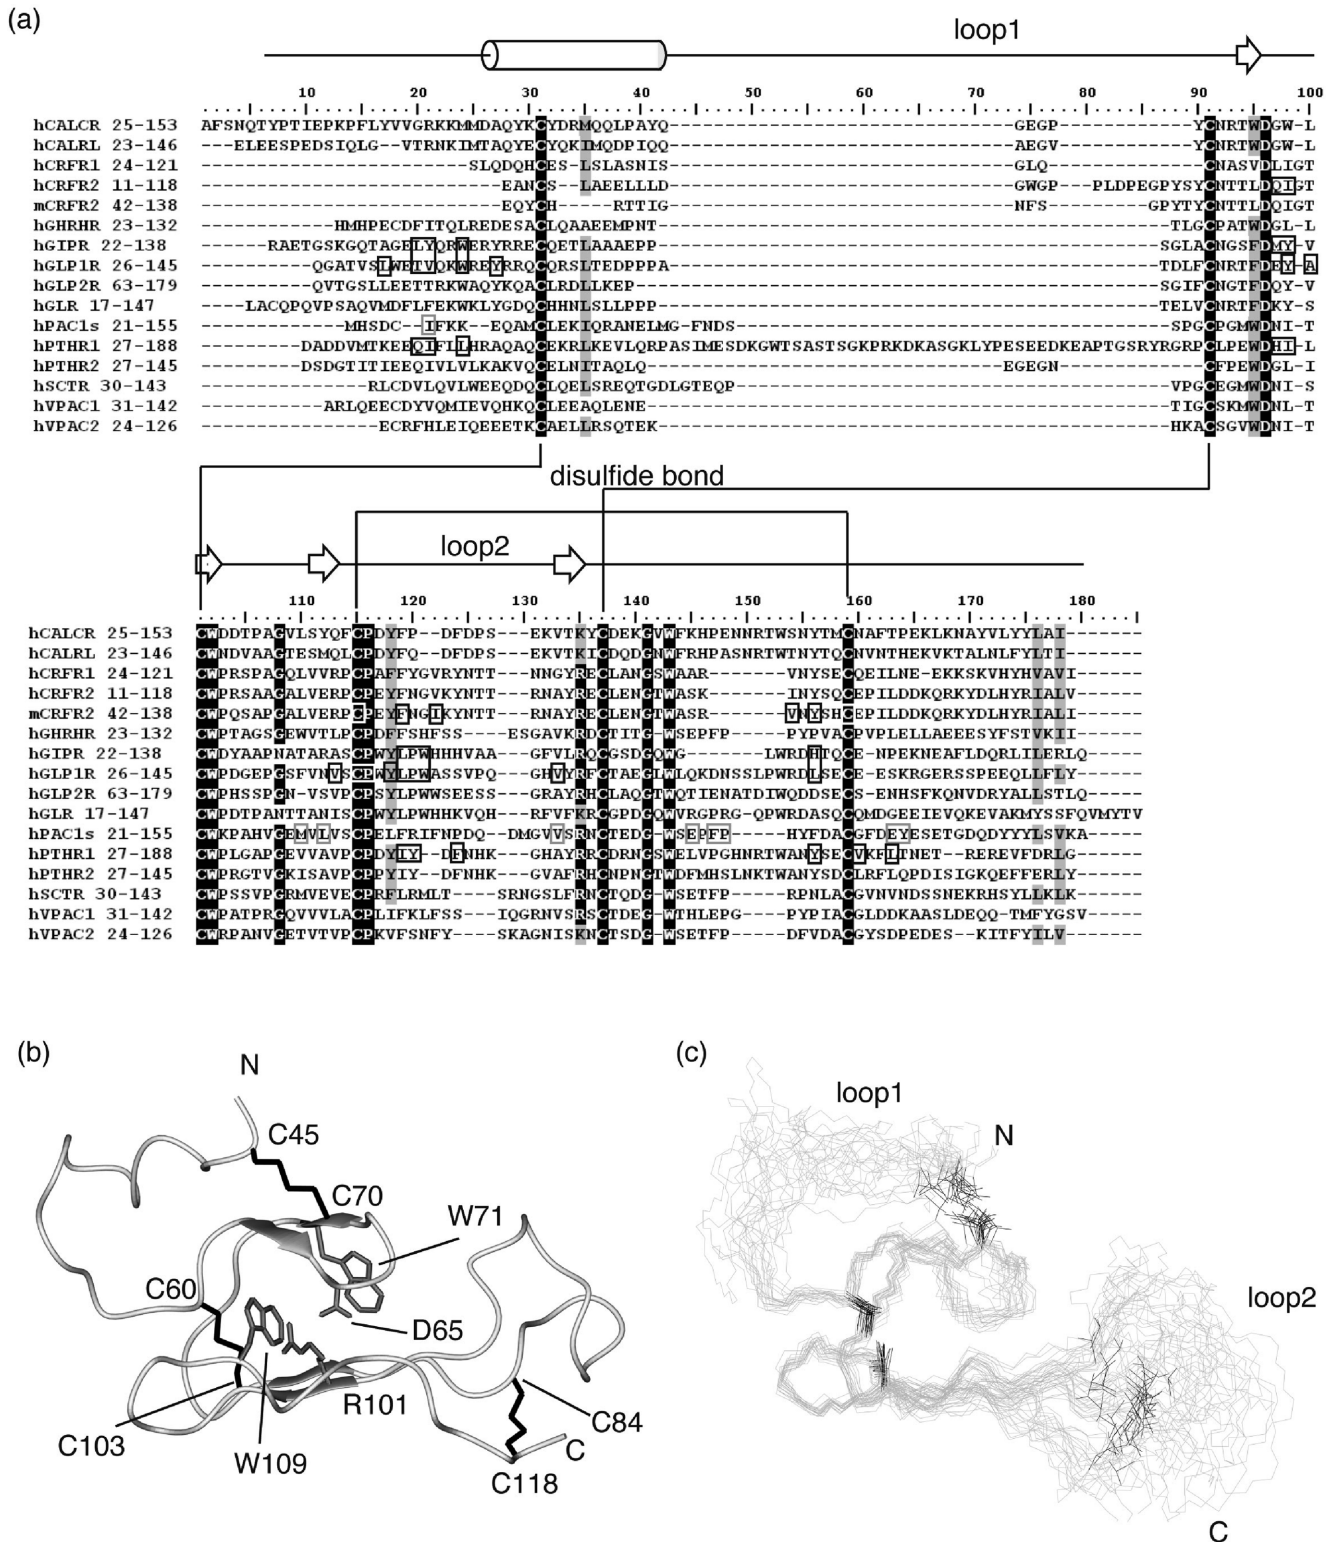 (a)
loop1
10 20 30 40 50 60 70 80 90 100
hCALCR 25-153 AFSNQTYPTIEPKPFLYVVGRKKMMDAQYKCYDRMQQLPAYQ-------------------------------GEGP-------------YCNRTWDGW-L
hCALRL 23-146 ---ELEESPEDSIQLG--VTRNKIMTAQYECYQKIMQDPIQQ-------------------------------AEGV-------------YCNRTWDGW-L
hCRFR1 24-121 ------------------------SLQDQHCES-LSLASNIS-------------------------------GLQ---------------CNASVDLIGT
hCRFR2 11-118 ---------------------------EANCS--LAEELLLD-------------------------------GWGP---PLDPEGPYSYCNTTLDQIGT
mCRFR2 42-138 ---------------------------EQYCH-----RTTIG-------------------------------NFS---------GPYTYCNTTLDQIGT
hGHRHR 23-132 ------------HMHPECDFITQLREDESACLQAAEEMPNT----------------------------------------------TLGCPATWDGL-L
hGIPR 22-138 ------RAETGSKGQTAGELYQRWERYRRECQETLAAAEPP----------------------------------------------SGLACNGSFDMY-V
hGLP1R 26-145 ----------QGATVSLWETVQKWREYRRQCQRSLTEDPPPA---------------------------------------------TDLFCNRTFDEY-A
hGLP2R 63-179 ----------QVTGSLLEETTRKWAQYKQACLRDLLKEP------------------------------------------------SGIFCNGTFDQY-V
hGLR 17-147 ----LACQPQVPSAQVMDFLFEKWKLYGDQCHHNLSLLPPP----------------------------------------------TELVCNRTFDKY-S
hPAC1s 21-155 -------------MHSDC--IFKK--EQAMCLEKIQRANELMG-FNDS---------------------------------------SPGCPGMWDNI-T
hPTHR1 27-188 ---------DADDVMTKEEQIFLLHRAQAQCEKRLKEVLQRPASIMESDKGWTSASTSGKPRKDKASGKLYPESEEDKEAPTGSRYRGRPCLPEWDHI-L
hPTHR2 27-145 ---------DSDGTITIEEQIVLVLKAKVQCELNITAQLQ--------------------------------GEGEGN-------------CFPEWDGL-I
hSCTR 30-143 ---------------RLCDVLQVLWEEQDQCLQELSREQTGDLGTEQP---------------------------------------VPGCEGMWDNI-S
hVPAC1 31-142 -----------ARLQEECDYVQMIEVQHKQCLEEAQLENE-----------------------------------------------TIGCSKMWDNL-T
hVPAC2 24-126 ----------------ECRFHLEIQEEETKCAELLRSQTEK----------------------------------------------HKACSGVWDNI-T
disulfide bond
loop2
110 120 130 140 150 160 170 180
hCALCR 25-153 CWDDTPAGVLSYQFCPDYFP--DFDPS---EKVTKYCDEKGVWFKHPENNRTWSNYTMCNAFTPEKLKNAYVLYYLAI-------
hCALRL 23-146 CWNDVAAGTESMQLCPDYFQ--DFDPS---EKVTKICDQDGNWFRHPASNRTWTNYTQCNVNTHEKVKTALNLFYLTI-------
hCRFR1 24-121 CWPRSPAGQLVVRPCPAFFYGVRYNTT---NNGYRECLANGSWAAR-------VNYSECQEILNE-EKKSKVHYHVAVI------
hCRFR2 11-118 CWPRSAAGALVERPCPEYFNGVKYNTT---RNAYRECLENGTWASK-------INYSQCEPILDDKQRKYDLHYRIALV------
mCRFR2 42-138 CWPQSAPGALVERPCPEYFNGIKYNTT---RNAYRECLENGTWASR-------VNYSHCEPILDDKQRKYDLHYRIALI------
hGHRHR 23-132 CWPTAGSGEWVTLPCPDFFSHFSS----ESGAVKRDCTITG-WSEPFP-----PYPVACPVPLELLAEEESYFSTVKII------
hGIPR 22-138 CWDYAAPNATARASCPWYLPWHHHVAA---GFVLRQCGSDGQWG-------LWRDHTQCE-NPEKNEAFLDQRLILERLQ-----
hGLP1R 26-145 CWPDGEPGSFVNVSCPWYLPWASSVPQ---GHVYRFCTAEGLWLQKDNSSLPWRDLSECE-ESKRGERSSPEEQLLFLY------
hGLP2R 63-179 CWPHSSPGN-VSVPCPSYLPWWSEESS---GRAYRHCLAQGTWQTIENATDIWQDDSECS-ENHSFKQNVDRYALLSTLQ-----
hGLR 17-147 CWPDTPANTTANISCPWYLPWHHKVQH---RFVFKRCGPDGQWVRGPRG-QPWRDASQCQMDGEEIEVQKEVAKMYSSFQVMYTV
hPAC1s 21-155 CWKPAHVGEMVLVSCPELFRIFNPDQ--DMGVVSRNCTEDG-WSEPFP-----HYFDACGFDEYESETGDQDYYYLSVKA-----
hPTHR1 27-188 CWPLGAPGEVVAVPCPDYIY--DFNHK---GHAYRRCDRNGSWELVPGHNRTWANYSECVKFLTNET--REREVFDRLG------
hPTHR2 27-145 CWPRGTVGKISAVPCPPYIY--DFNHK---GVAFRHCNPNGTWDFMHSLNKTWANYSDCLRFLQPDISIGKQEFFERLY------
hSCTR 30-143 CWPSSVPGRMVEVECPRFLRMLT----SRNGSLFRNCTQDG-WSETFP-----RPNLACGVNVNDSSNEKRHSYLLKLK------
hVPAC1 31-142 CWPATPRGQVVVLACPLIFKLFSS---IQGRNVSRSCTDEG-WTHLEPG----PYPIACGLDDKAASLDEQQ-TMFYGSV-----
hVPAC2 24-126 CWRPANVGETVTVPCPKVFSNFY----SKAGNISKNCTSDG-WSETFP-----DFVDACGYSDPEDES--KITFYILV-------
(b)
N
C45
C70
W71
C60
D65
R101
C84
C103
W109
C
C118
(c)
loop1
N
loop2
C